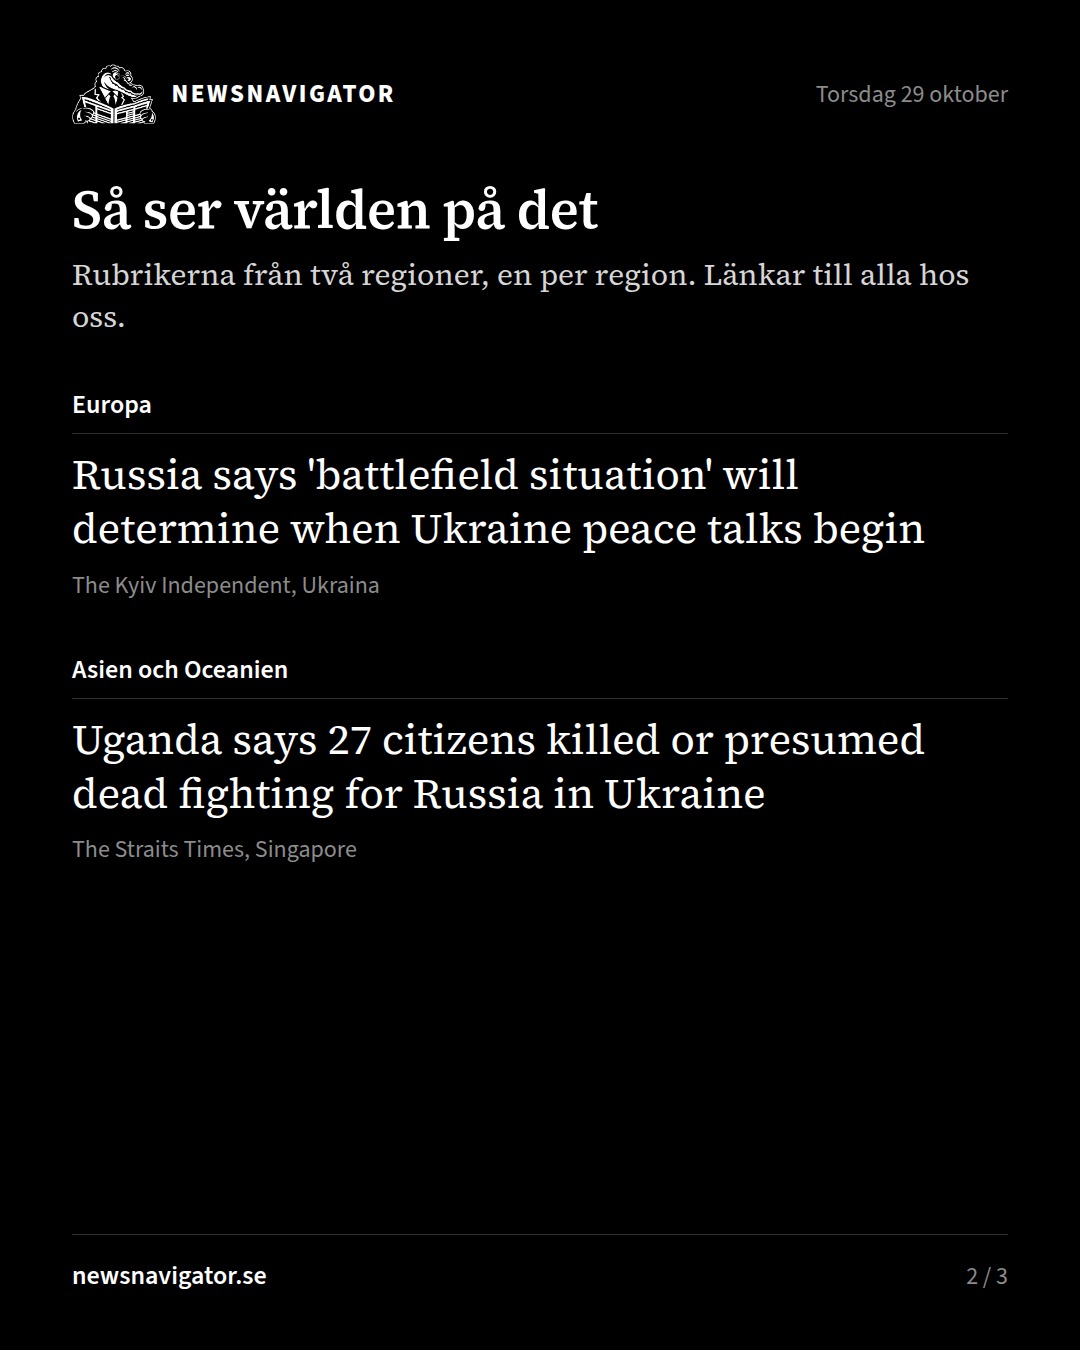 NEWSNAVIGATOR
Torsdag 29 oktober
Så ser världen på det
Rubrikerna från två regioner, en per region. Länkar till alla hos
oss.
Europa
Russia says 'battlefield situation' will
determine when Ukraine peace talks begin
The Kyiv Independent, Ukraina
Asien och Oceanien
Uganda says 27 citizens killed or presumed
dead fighting for Russia in Ukraine
The Straits Times, Singapore
newsnavigator.se
2 / 3